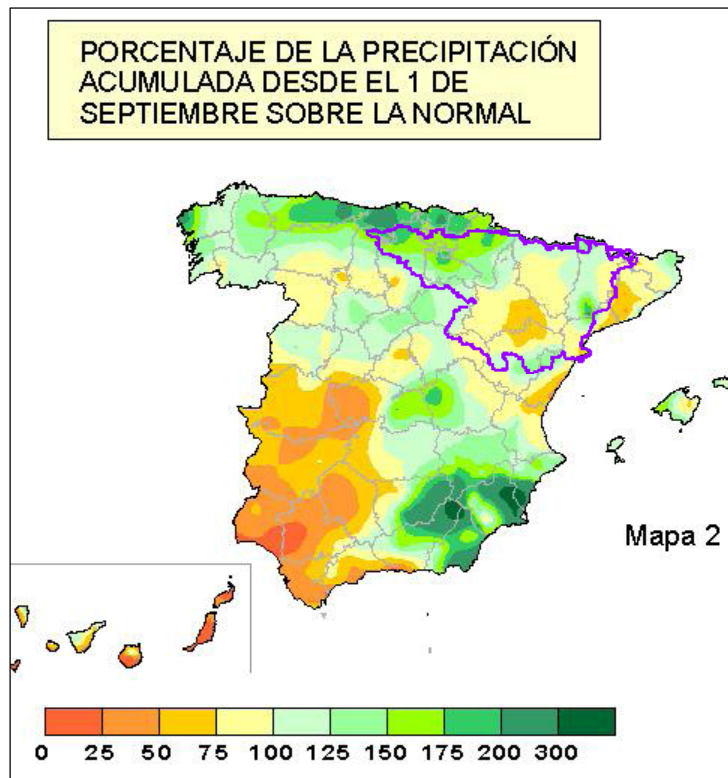 PORCENTAJE DE LA PRECIPITACIÓN
ACUMULADA DESDE EL 1 DE
SEPTIEMBRE SOBRE LA NORMAL
Mapa 2
0 25 50 75 100 125 150 175 200 300